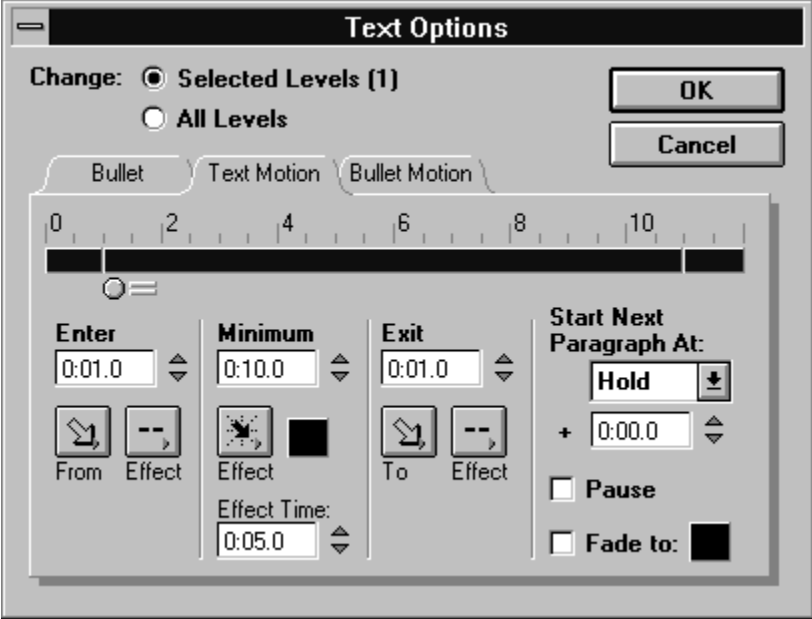 Text Options
Change: Selected Levels (1)
All Levels
OK
Cancel
Bullet Text Motion Bullet Motion
0 2 4 6 8 10
Enter
0:01.0
From Effect
Minimum
0:10.0
Effect
Effect Time:
0:05.0
Exit
0:01.0
To Effect
Start Next
Paragraph At:
Hold
+ 0:00.0
Pause
Fade to: